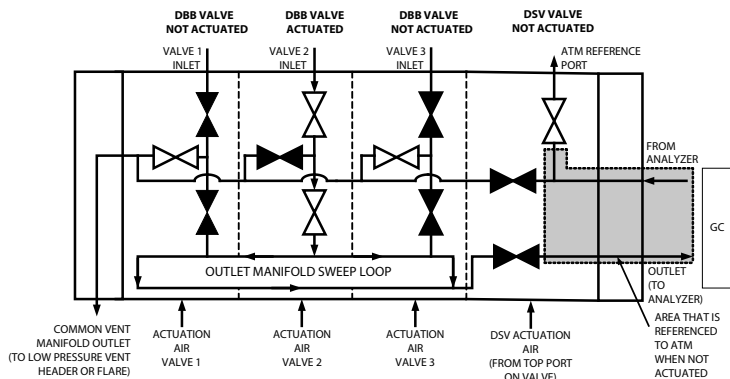 DBB VALVE
NOT ACTUATED
DBB VALVE
ACTUATED
DBB VALVE
NOT ACTUATED
DSV VALVE
NOT ACTUATED
VALVE 1
INLET
VALVE 2
INLET
VALVE 3
INLET
ATM REFERENCE
PORT
FROM
ANALYZER
GC
OUTLET MANIFOLD SWEEP LOOP
OUTLET
(TO
ANALYZER)
COMMON VENT
MANIFOLD OUTLET
(TO LOW PRESSURE VENT
HEADER OR FLARE)
ACTUATION
AIR
VALVE 1
ACTUATION
AIR
VALVE 2
ACTUATION
AIR
VALVE 3
DSV ACTUATION
AIR
(FROM TOP PORT
ON VALVE)
AREA THAT IS
REFERENCED
TO ATM
WHEN NOT
ACTUATED